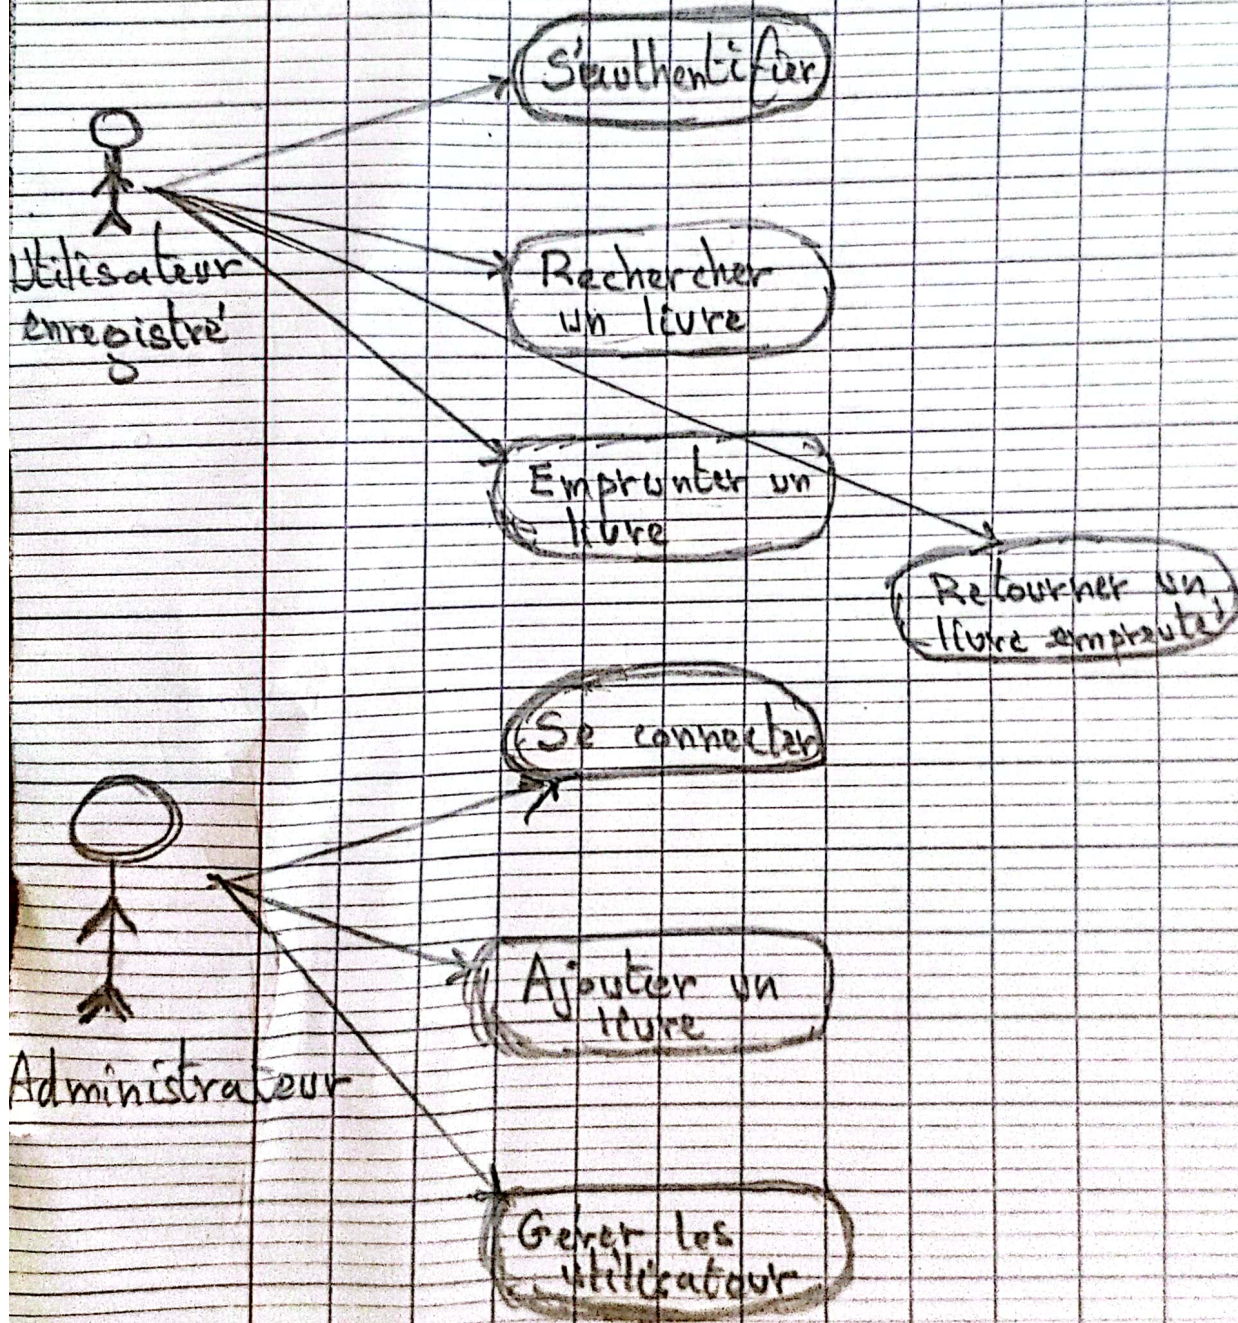 S'authentifier
Utilisateur
enregistré
Rechercher
un livre
Emprunter un
livre
Retourner un
livre emprunté
Se connecter
Administrateur
Ajouter un
livre
Gérer les
utilisateur